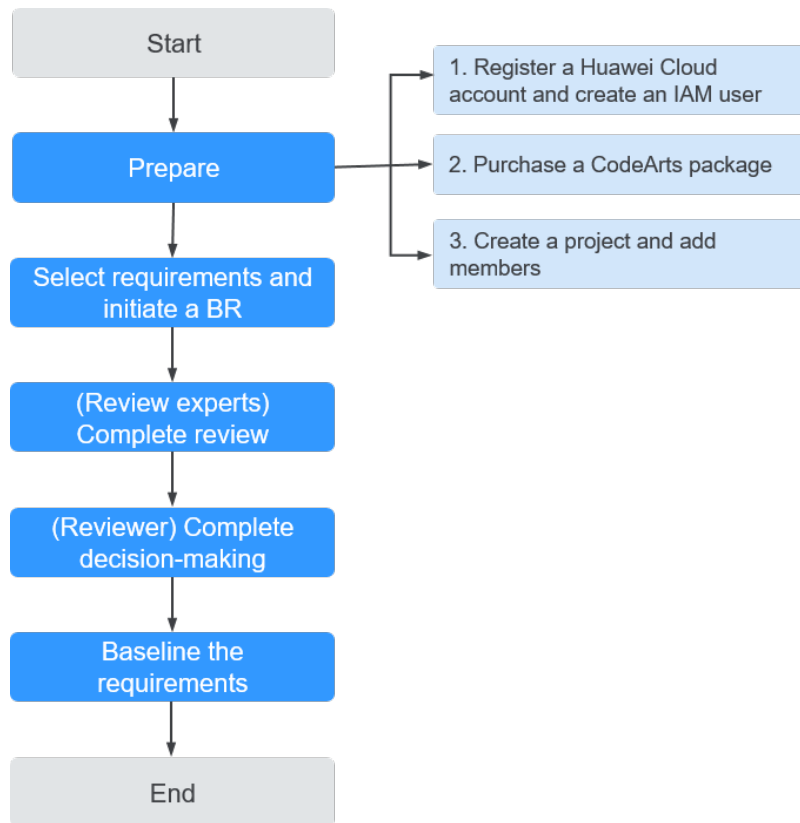 Start
Prepare
1. Register a Huawei Cloud
account and create an IAM user
2. Purchase a CodeArts package
3. Create a project and add
members
Select requirements and
initiate a BR
(Review experts)
Complete review
(Reviewer) Complete
decision-making
Baseline the
requirements
End